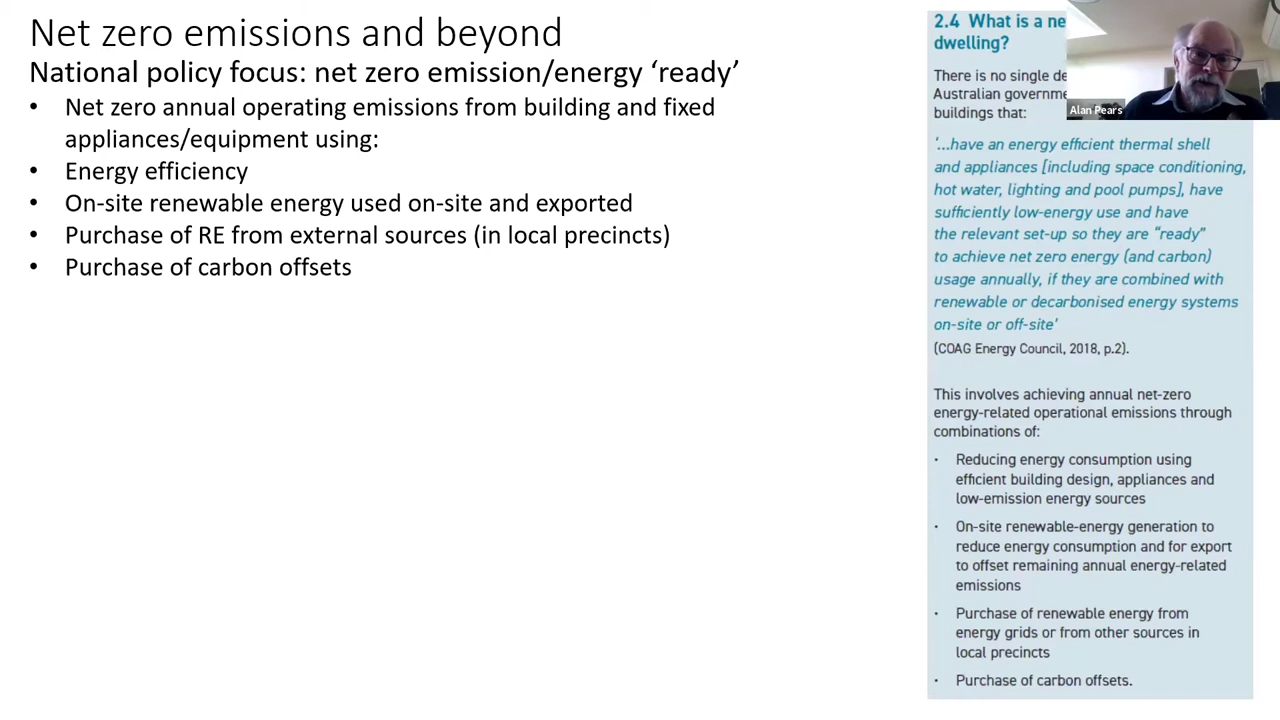 Net zero emissions and beyond
National policy focus: net zero emission/energy ‘ready’
• Net zero annual operating emissions from building and fixed
appliances/equipment using:
• Energy efficiency
• On-site renewable energy used on-site and exported
• Purchase of RE from external sources (in local precincts)
• Purchase of carbon offsets
2.4 What is a
dwelling?
There is no single
Australian
buildings that:
‘...have an energy efficient thermal shell
and appliances [including space conditioning,
hot water, lighting and pool pumps], have
sufficiently low-energy use and have
the relevant set-up so they are “ready”
to achieve net zero energy (and carbon)
usage annually, if they are combined with
renewable or decarbonised energy systems
on-site or off-site’
(COAG Energy Council, 2018, p.2).
This involves achieving annual net-zero
energy-related operational emissions through
combinations of:
• Reducing energy consumption using
efficient building design, appliances and
low-emission energy sources
• On-site renewable-energy generation to
reduce energy consumption and for export
to offset remaining annual energy-related
emissions
• Purchase of renewable energy from
energy grids or from other sources in
local precincts
• Purchase of carbon offsets.
Alan Pears